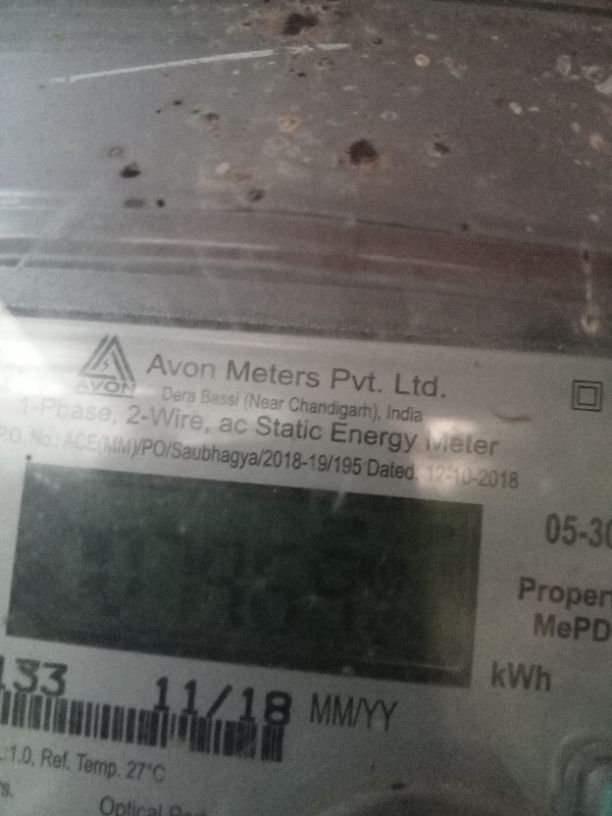 AVON
Avon Meters Pvt. Ltd.
Dera Bassi (Near Chandigarh), India
1-Phase, 2-Wire, ac Static Energy Meter
P.O. No.: ACE(MM)/PO/Saubhagya/2018-19/195 Dated: 12-10-2018
05-30
Proper
MePD
kWh
133 11/18 MM/YY
:1.0, Ref. Temp. 27°C
rs.
Optical